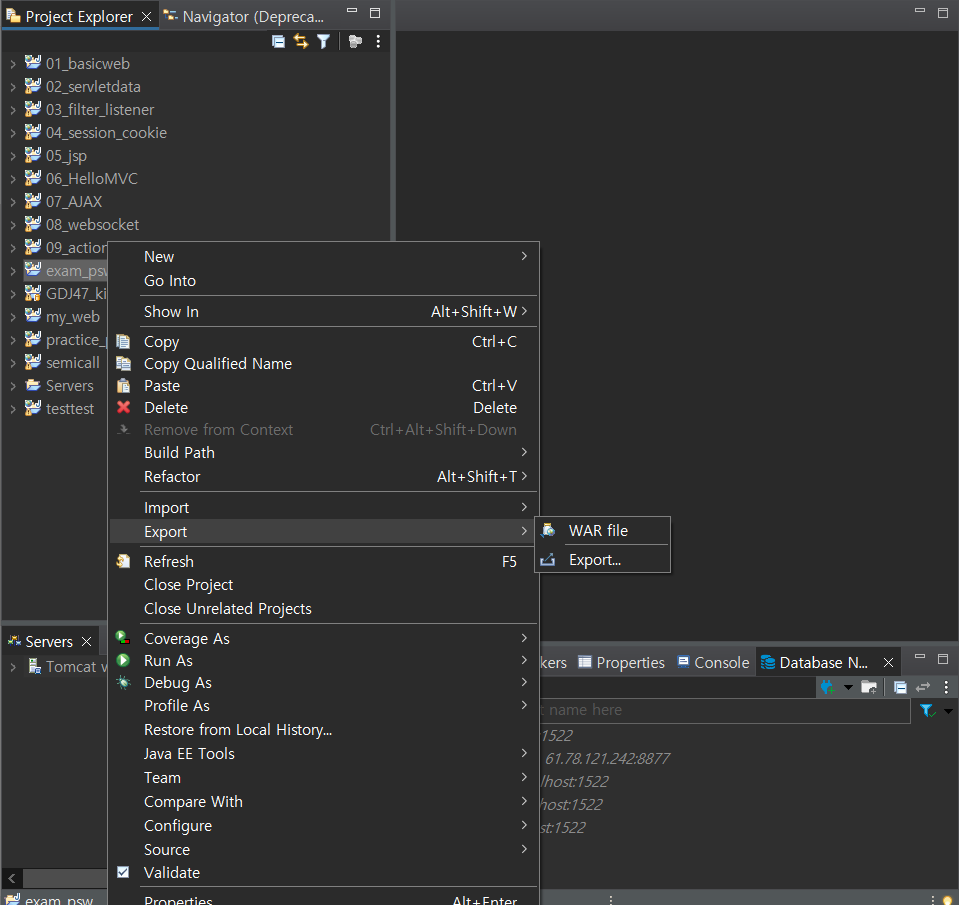 Project Explorer
Navigator (Depreca...
01_basicweb
02_servletdata
03_filter_listener
04_session_cookie
05_jsp
06_HelloMVC
07_AJAX
08_websocket
09_action
exam_psw
GDJ47_ki
my_web
practice_p
semicall
Servers
testtest
New
Go Into
Show In Alt+Shift+W
Copy Ctrl+C
Copy Qualified Name
Paste Ctrl+V
Delete Delete
Remove from Context Ctrl+Alt+Shift+Down
Build Path
Refactor Alt+Shift+T
Import
Export
WAR file
Export...
Refresh F5
Close Project
Close Unrelated Projects
Coverage As
Run As
Debug As
Profile As
Restore from Local History...
Java EE Tools
Team
Compare With
Configure
Source
Validate
Properties Alt+Enter
Servers
Tomcat v
kers
Properties
Console
Database N...
t name here
:1522
61.78.121.242:8877
lhost:1522
host:1522
st:1522
exam_psw